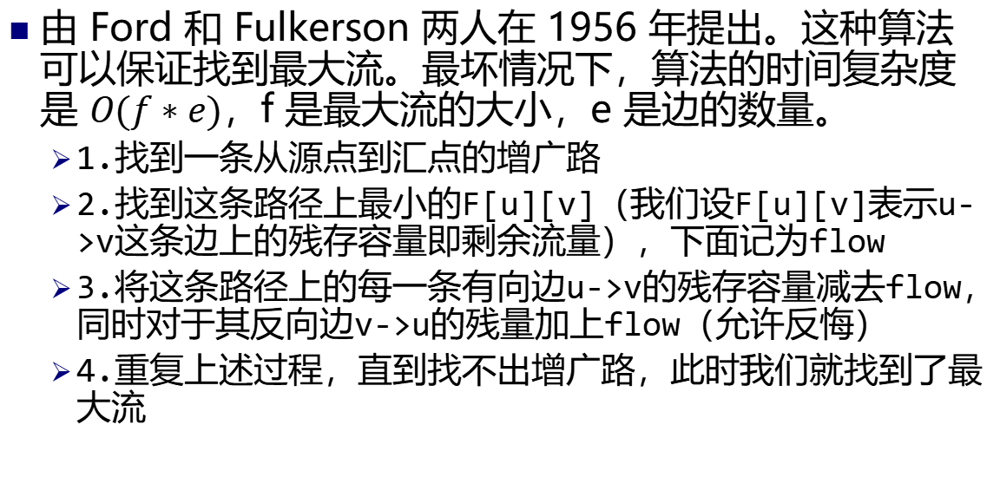 由 Ford 和 Fulkerson 两人在 1956 年提出。这种算法
可以保证找到最大流。最坏情况下，算法的时间复杂度
是 O(f ∗ e)，f 是最大流的大小，e 是边的数量。
1.找到一条从源点到汇点的增广路
2.找到这条路径上最小的F[u][v]（我们设F[u][v]表示u-
>v这条边上的残存容量即剩余流量），下面记为flow
3.将这条路径上的每一条有向边u->v的残存容量减去flow，
同时对于其反向边v->u的残量加上flow（允许反悔）
4.重复上述过程，直到找不出增广路，此时我们就找到了最
大流